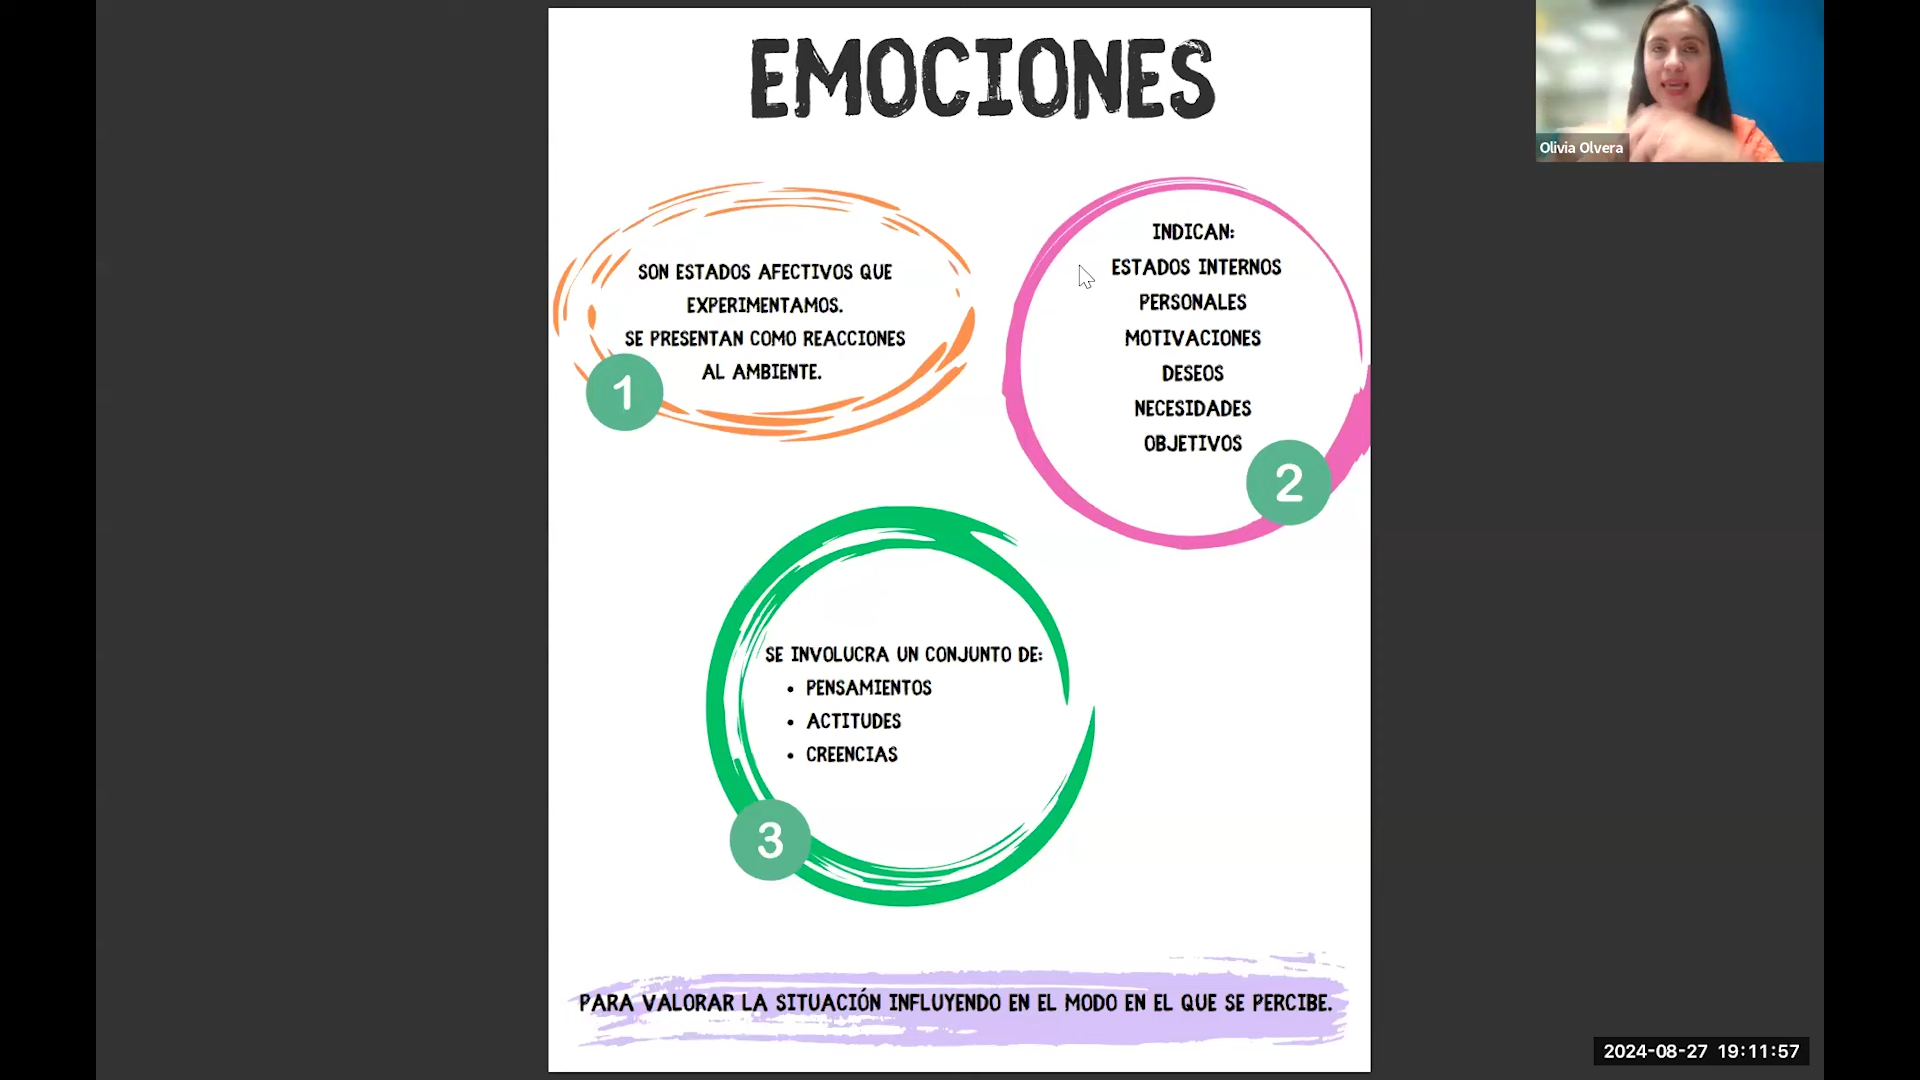 EMOCIONES
SON ESTADOS AFECTIVOS QUE
EXPERIMENTAMOS.
SE PRESENTAN COMO REACCIONES
AL AMBIENTE.
1
INDICAN:
ESTADOS INTERNOS
PERSONALES
MOTIVACIONES
DESEOS
NECESIDADES
OBJETIVOS
2
SE INVOLUCRA UN CONJUNTO DE:
• PENSAMIENTOS
• ACTITUDES
• CREENCIAS
3
PARA VALORAR LA SITUACIÓN INFLUYENDO EN EL MODO EN EL QUE SE PERCIBE.
Olivia Olvera
2024-08-27 19:11:57